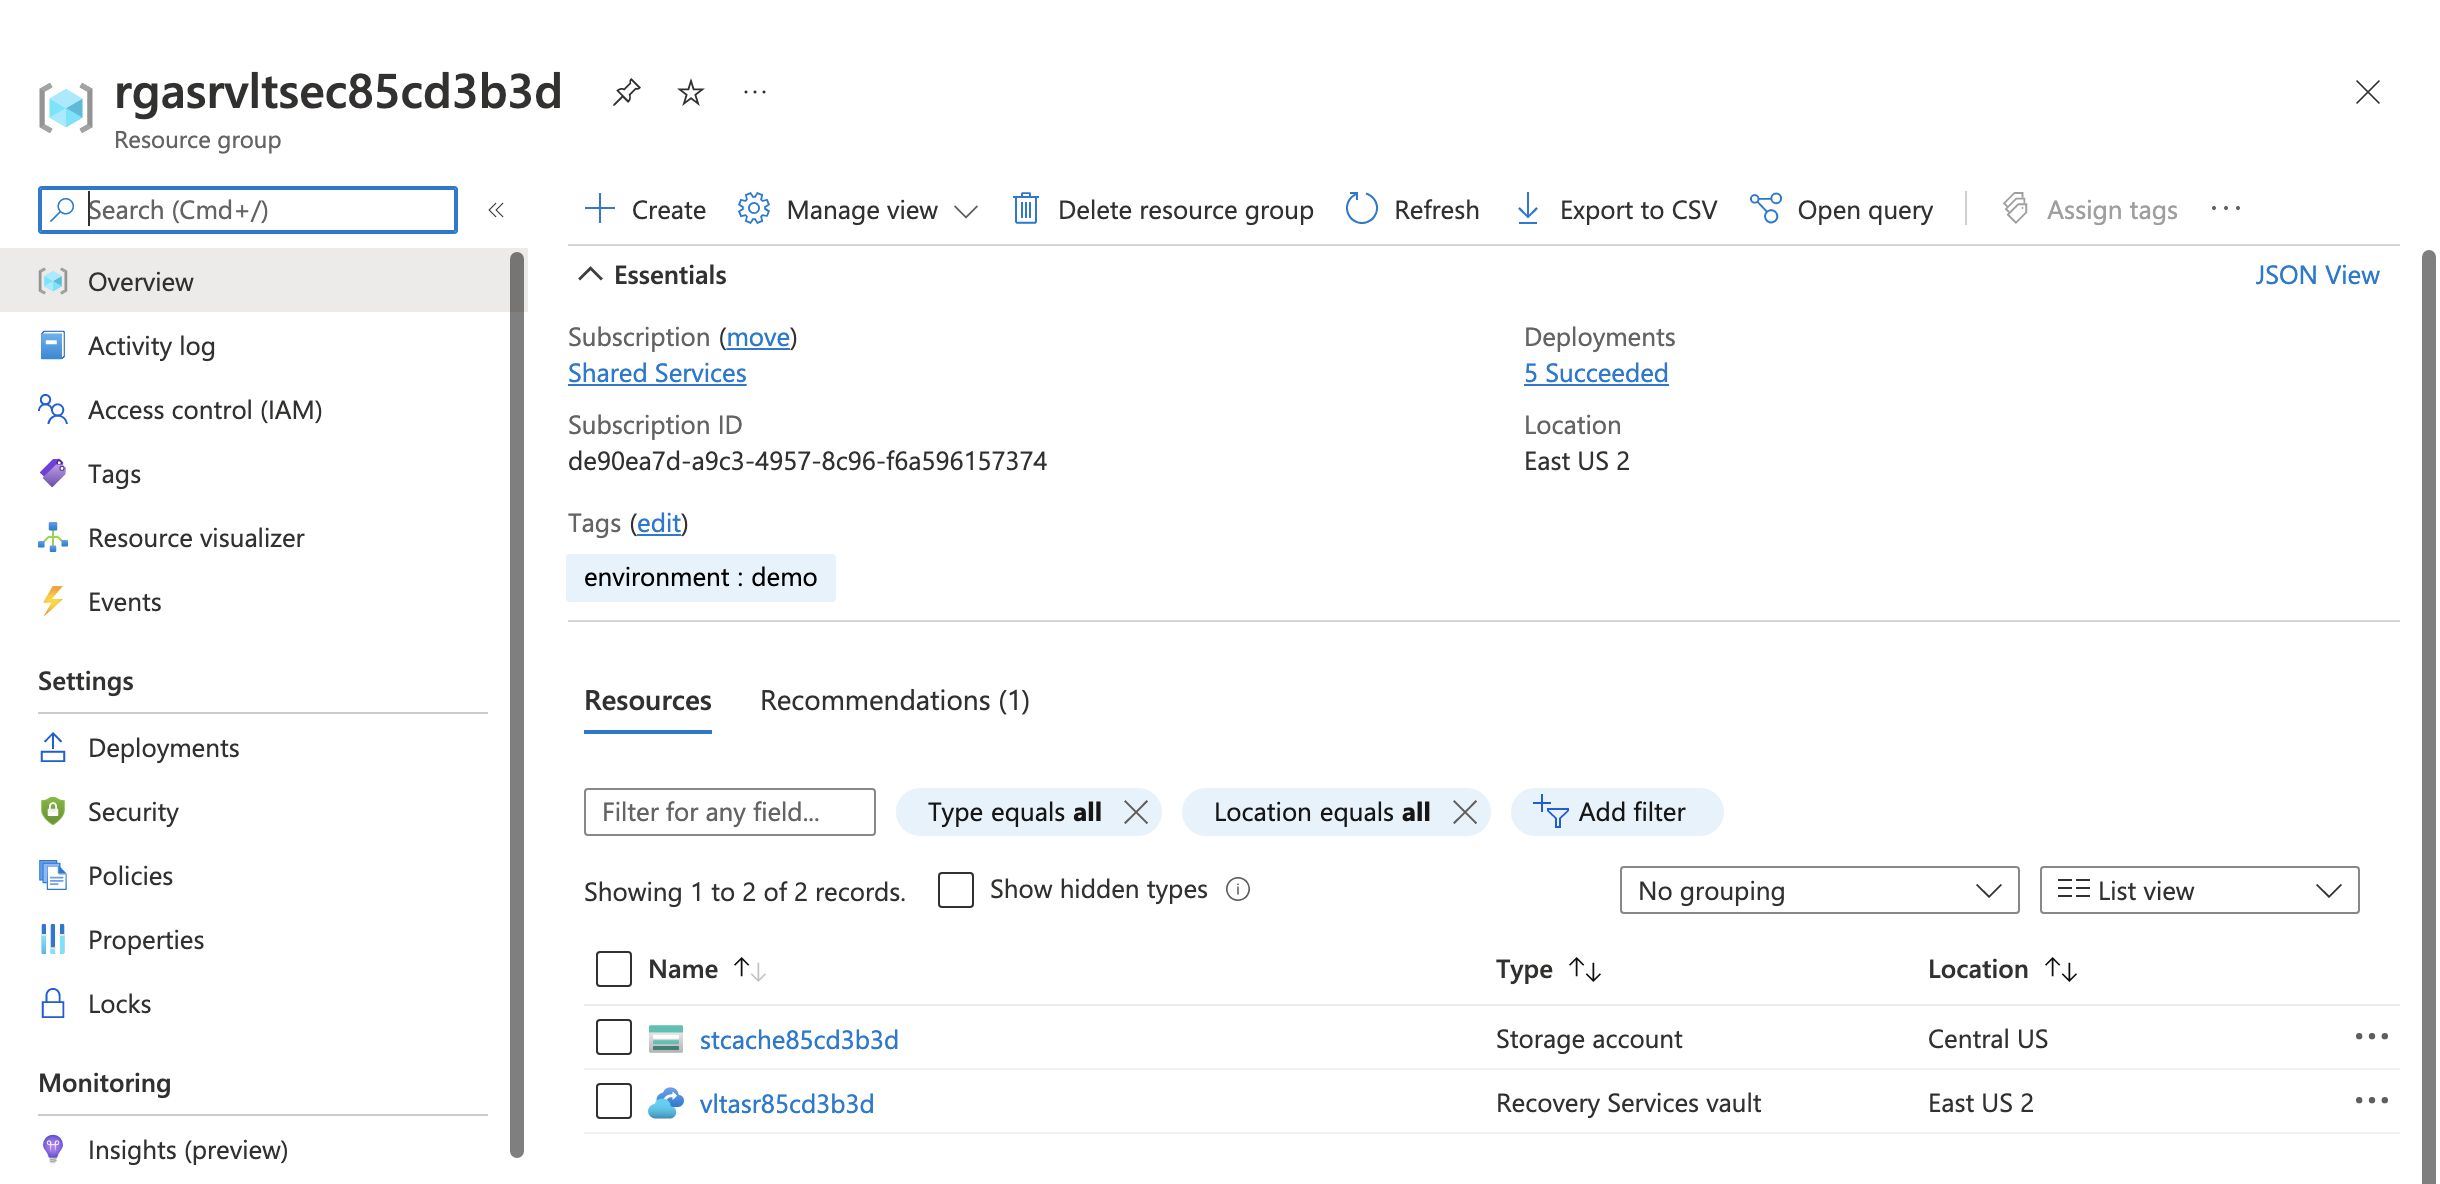 rgasrvltsec85cd3b3d
Resource group
Search (Cmd+/)
Create Manage view Delete resource group Refresh Export to CSV Open query Assign tags
Overview
Activity log
Access control (IAM)
Tags
Resource visualizer
Events
Settings
Deployments
Security
Policies
Properties
Locks
Monitoring
Insights (preview)
Essentials
JSON View
Subscription (move)
Shared Services
Subscription ID
de90ea7d-a9c3-4957-8c96-f6a596157374
Deployments
5 Succeeded
Location
East US 2
Tags (edit)
environment : demo
Resources Recommendations (1)
Filter for any field... Type equals all Location equals all Add filter
Showing 1 to 2 of 2 records. Show hidden types No grouping List view
Name Type Location
stcache85cd3b3d Storage account Central US
vltasr85cd3b3d Recovery Services vault East US 2